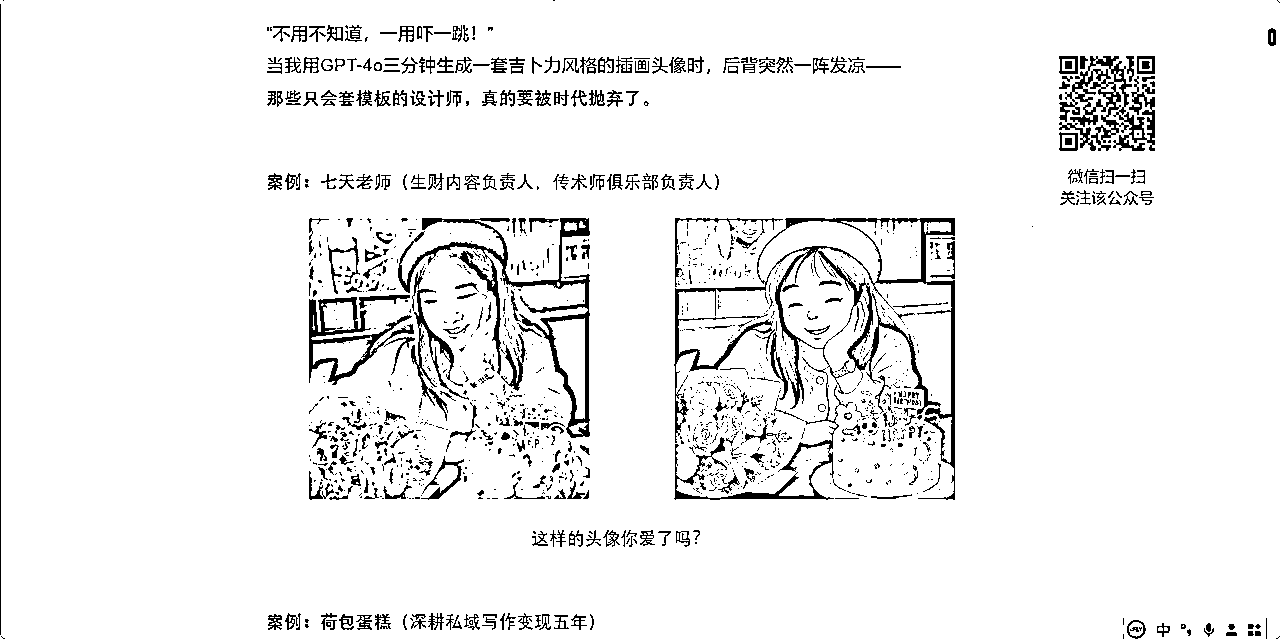 "不用不知道，一用吓一跳！"
当我用GPT-4o三分钟生成一套吉卜力风格的插画头像时，后背突然一阵发凉——
那些只会套模板的设计师，真的要被时代抛弃了。
微信扫一扫
关注该公众号
案例：七天老师（生财内容负责人，传术师俱乐部负责人）
HAPPY
BIRTHDAY
这样的头像你爱了吗？
案例：荷包蛋糕（深耕私域写作变现五年）
中